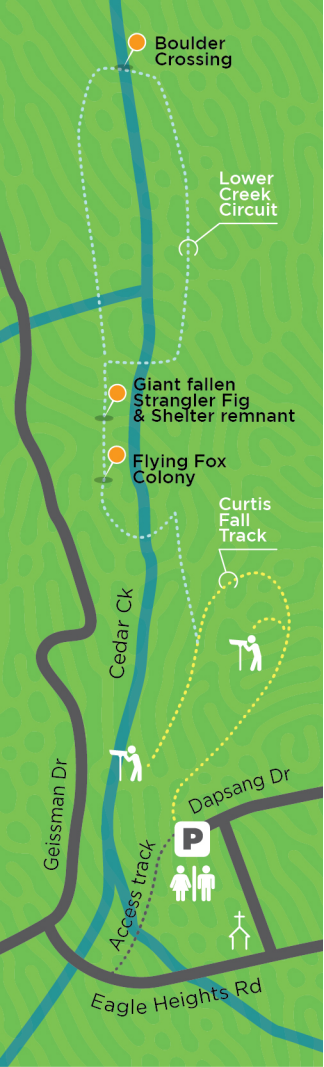 Boulder
Crossing
Lower
Creek
Circuit
Giant fallen
Strangler Fig
& Shelter remnant
Flying Fox
Colony
Curtis
Fall
Track
Cedar Ck
Geissman Dr
Dapsang Dr
P
Access track
Eagle Heights Rd